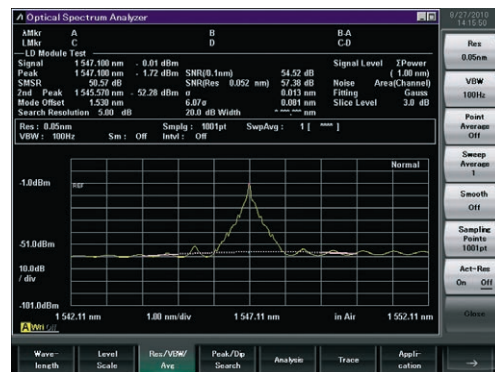 Optical Spectrum Analyzer
9/27/2010
14:15:50
λMkr A B B-A
LMkr C D C-D
LD Module Test
Signal 1 547.100 nm - 0.01 dBm Signal Level ΣPower
Peak 1 547.100 nm - 1.72 dBm SNR(0.1nm) 54.52 dB ( 1.00 nm)
SMSR 50.57 dB SNR(Res 0.052 nm) 57.38 dB Noise Area(Channel)
2nd Peak 1 545.570 nm - 52.28 dBm σ 0.013 nm Fitting Gauss
Mode Offset 1.530 nm 6.07σ 0.081 nm Slice Level 3.0 dB
Search Resolution 5.00 dB 20.0 dB Width nm
Res : 0.05nm Smplg : 1001pt SwpAvg : 1 [ **** ]
VBW : 100Hz Sm : Off Intvl : Off
Normal
-1.0dBm REF
-51.0dBm
10.0dB
/ div
-101.0dBm
1 542.11 nm 1.00 nm/div 1 547.11 nm in Air 1 552.11 nm
A Wri
Res
0.05nm
VBW
100Hz
Point
Average
Off
Sweep
Average
1
Smooth
Off
Sampling
Points
1001pt
Act-Res
On Off
Close
Wave-
length
Level
Scale
Res/VBW/
Avg
Peak/Dip
Search
Analysis
Trace
Appli-
cation
→